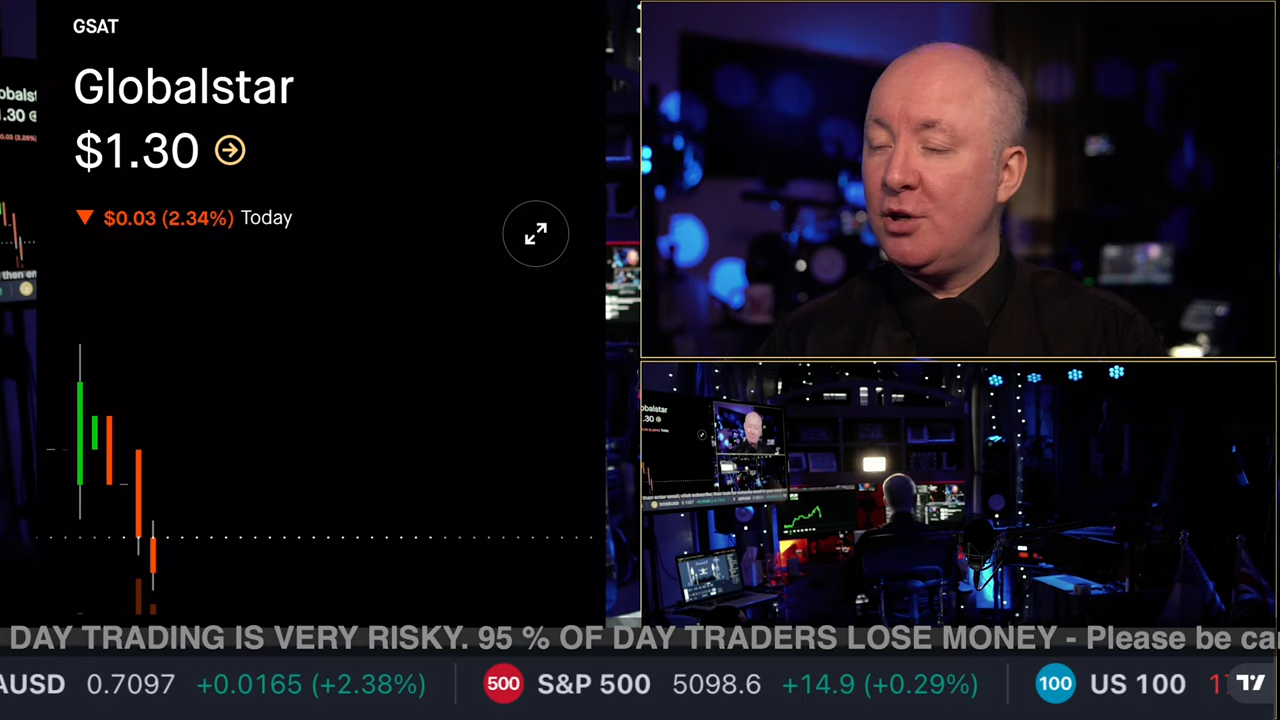 GSAT
Globalstar
$1.30
$0.03 (2.34%) Today
DAY TRADING IS VERY RISKY. 95 % OF DAY TRADERS LOSE MONEY - Please be ca
AUSD 0.7097 +0.0165 (+2.38%) 500 S&P 500 5098.6 +14.9 (+0.29%) 100 US 100
obalstar
.30